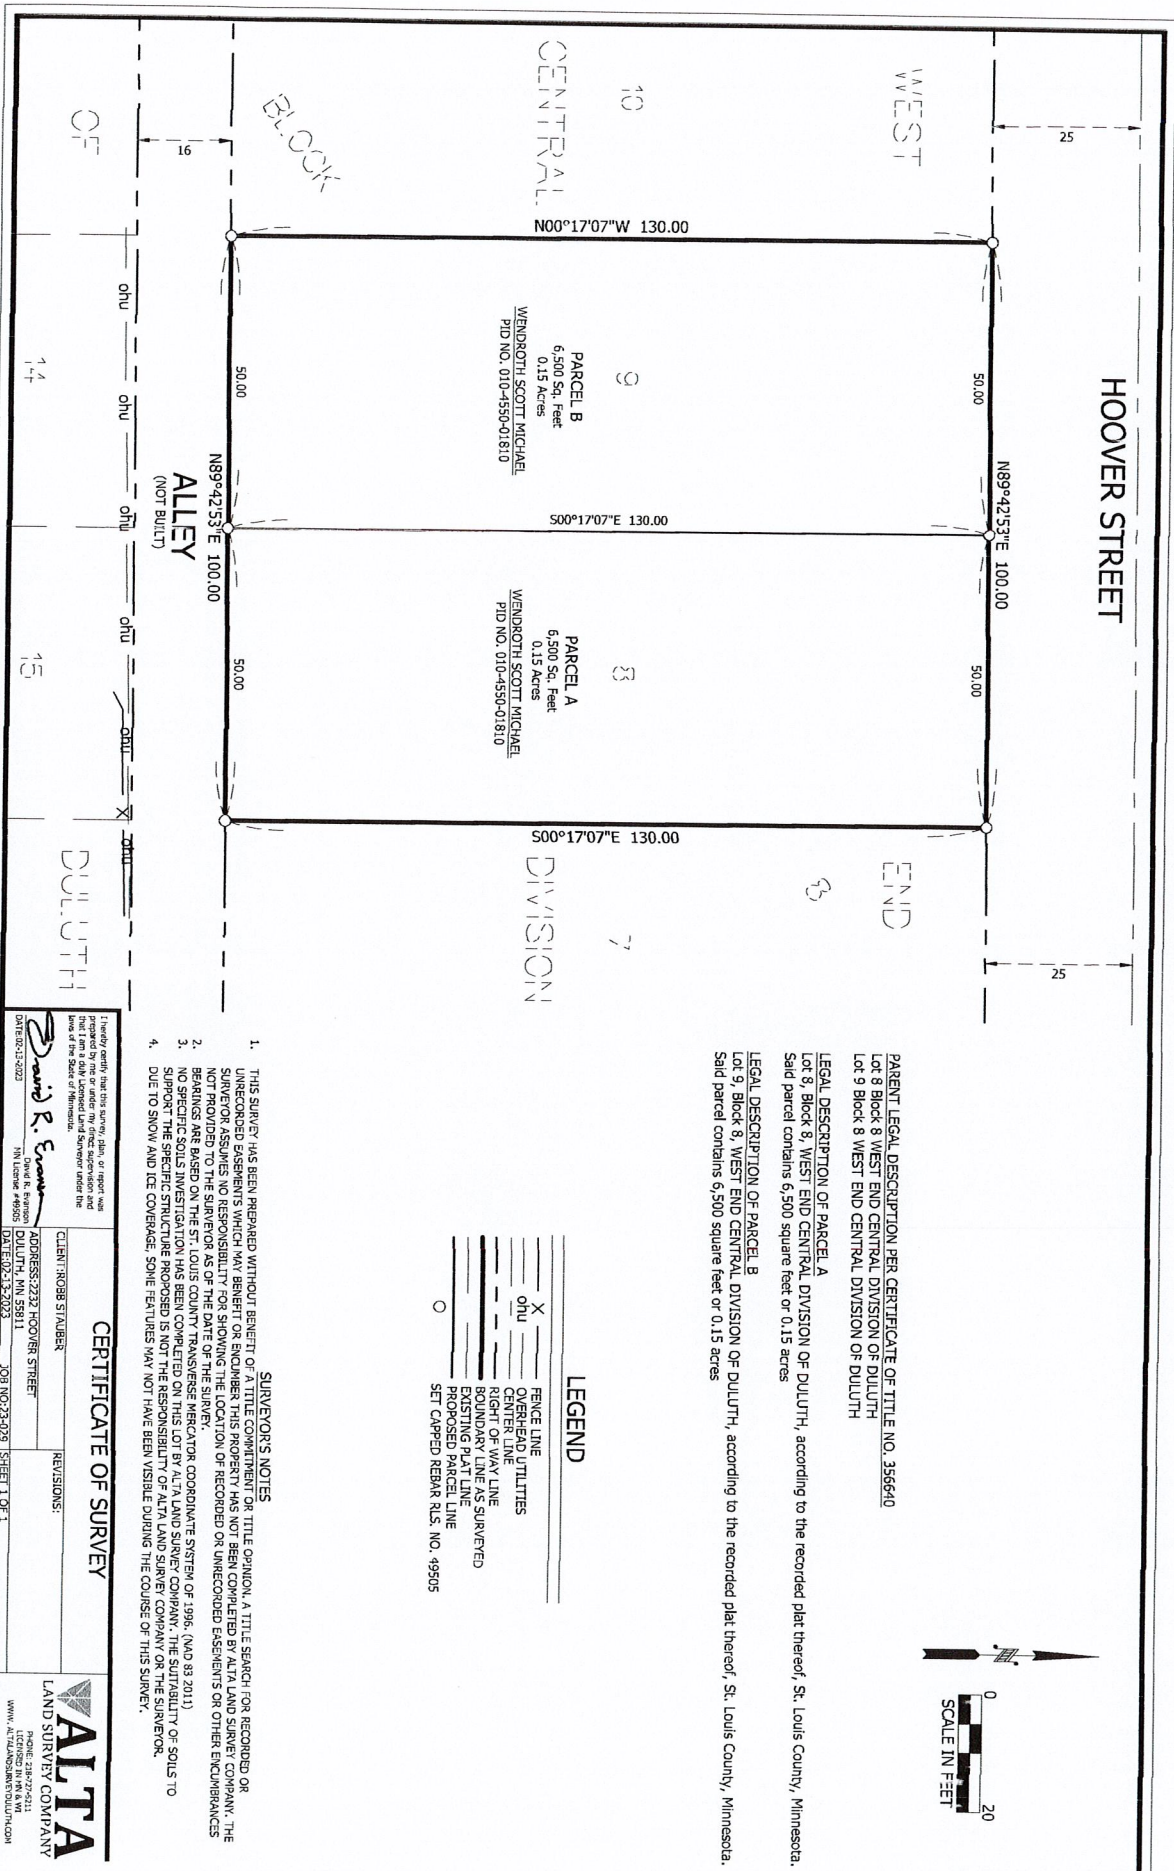 HOOVER STREET
25
25
WEST
END
8
N89°42'53"E 100.00
50.00
50.00
N00°17'07"W 130.00
S00°17'07"E 130.00
S00°17'07"E 130.00
10
9
8
7
CENTRAL
DIVISION
PARCEL B
6,500 Sq. Feet
0.15 Acres
WENDROTH SCOTT MICHAEL
PID NO. 010-4550-01810
PARCEL A
6,500 Sq. Feet
0.15 Acres
WENDROTH SCOTT MICHAEL
PID NO. 010-4550-01810
BLOCK
50.00
50.00
N89°42'53"E 100.00
16
ALLEY
(NOT BUILT)
ohu ohu ohu ohu ohu X ohu
OF
DULUTH
14
15
PARENT LEGAL DESCRIPTION PER CERTIFICATE OF TITLE NO. 356640
Lot 8 Block 8 WEST END CENTRAL DIVISION OF DULUTH
Lot 9 Block 8 WEST END CENTRAL DIVISION OF DULUTH
LEGAL DESCRIPTION OF PARCEL A
Lot 8, Block 8, WEST END CENTRAL DIVISION OF DULUTH, according to the recorded plat thereof, St. Louis County, Minnesota.
Said parcel contains 6,500 square feet or 0.15 acres
LEGAL DESCRIPTION OF PARCEL B
Lot 9, Block 8, WEST END CENTRAL DIVISION OF DULUTH, according to the recorded plat thereof, St. Louis County, Minnesota.
Said parcel contains 6,500 square feet or 0.15 acres
0 20
SCALE IN FEET
LEGEND
X FENCE LINE
ohu OVERHEAD UTILITIES
CENTER LINE
RIGHT OF WAY LINE
BOUNDARY LINE AS SURVEYED
EXISTING PLAT LINE
PROPOSED PARCEL LINE
SET CAPPED REBAR RLS. NO. 49505
SURVEYOR'S NOTES
1. THIS SURVEY HAS BEEN PREPARED WITHOUT BENEFIT OF A TITLE COMMITMENT OR TITLE OPINION. A TITLE SEARCH FOR RECORDED OR
UNRECORDED EASEMENTS WHICH MAY BENEFIT OR ENCUMBER THIS PROPERTY HAS NOT BEEN COMPLETED BY ALTA LAND SURVEY COMPANY. THE
SURVEYOR ASSUMES NO RESPONSIBILITY FOR SHOWING THE LOCATION OF RECORDED OR UNRECORDED EASEMENTS OR OTHER ENCUMBRANCES
NOT PROVIDED TO THE SURVEYOR AS OF THE DATE OF THE SURVEY.
2. BEARINGS ARE BASED ON THE ST. LOUIS COUNTY TRANSVERSE MERCATOR COORDINATE SYSTEM OF 1996. (NAD 83 2011)
3. NO SPECIFIC SOILS INVESTIGATION HAS BEEN COMPLETED ON THIS LOT BY ALTA LAND SURVEY COMPANY. THE SUITABILITY OF SOILS TO
SUPPORT THE SPECIFIC STRUCTURE PROPOSED IS NOT THE RESPONSIBILITY OF ALTA LAND SURVEY COMPANY OR THE SURVEYOR.
4. DUE TO SNOW AND ICE COVERAGE, SOME FEATURES MAY NOT HAVE BEEN VISIBLE DURING THE COURSE OF THIS SURVEY.
I hereby certify that this survey, plan, or report was
prepared by me or under my direct supervision and
that I am a duly Licensed Land Surveyor under the
laws of the State of Minnesota.
David R. Evanson
David R. Evanson
DATE:02-13-2023 MN License #49505
CERTIFICATE OF SURVEY
CLIENT:ROBB STAUBER
REVISIONS:
ADDRESS:2232 HOOVER STREET
DULUTH, MN 55811
DATE:02-13-2023 JOB NO:23-029 SHEET 1 OF 1
ALTA
LAND SURVEY COMPANY
PHONE: 218-727-5211
LICENSED IN MN & WI
WWW.ALTALANDSURVEYDULUTH.COM